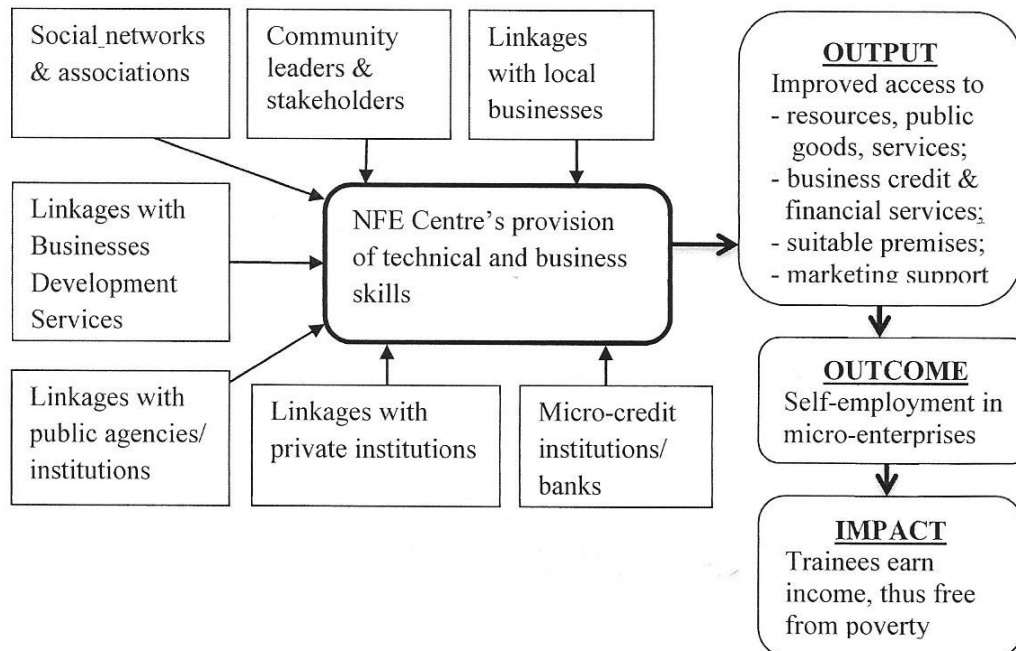 Social networks
& associations
Community
leaders &
stakeholders
Linkages
with local
businesses
Linkages with
Businesses
Development
Services
NFE Centre's provision
of technical and business
skills
Linkages with
public agencies/
institutions
Linkages with
private institutions
Micro-credit
institutions/
banks
OUTPUT
Improved access to
- resources, public
goods, services;
- business credit &
financial services;
- suitable premises;
- marketing support
OUTCOME
Self-employment in
micro-enterprises
IMPACT
Trainees earn
income, thus free
from poverty